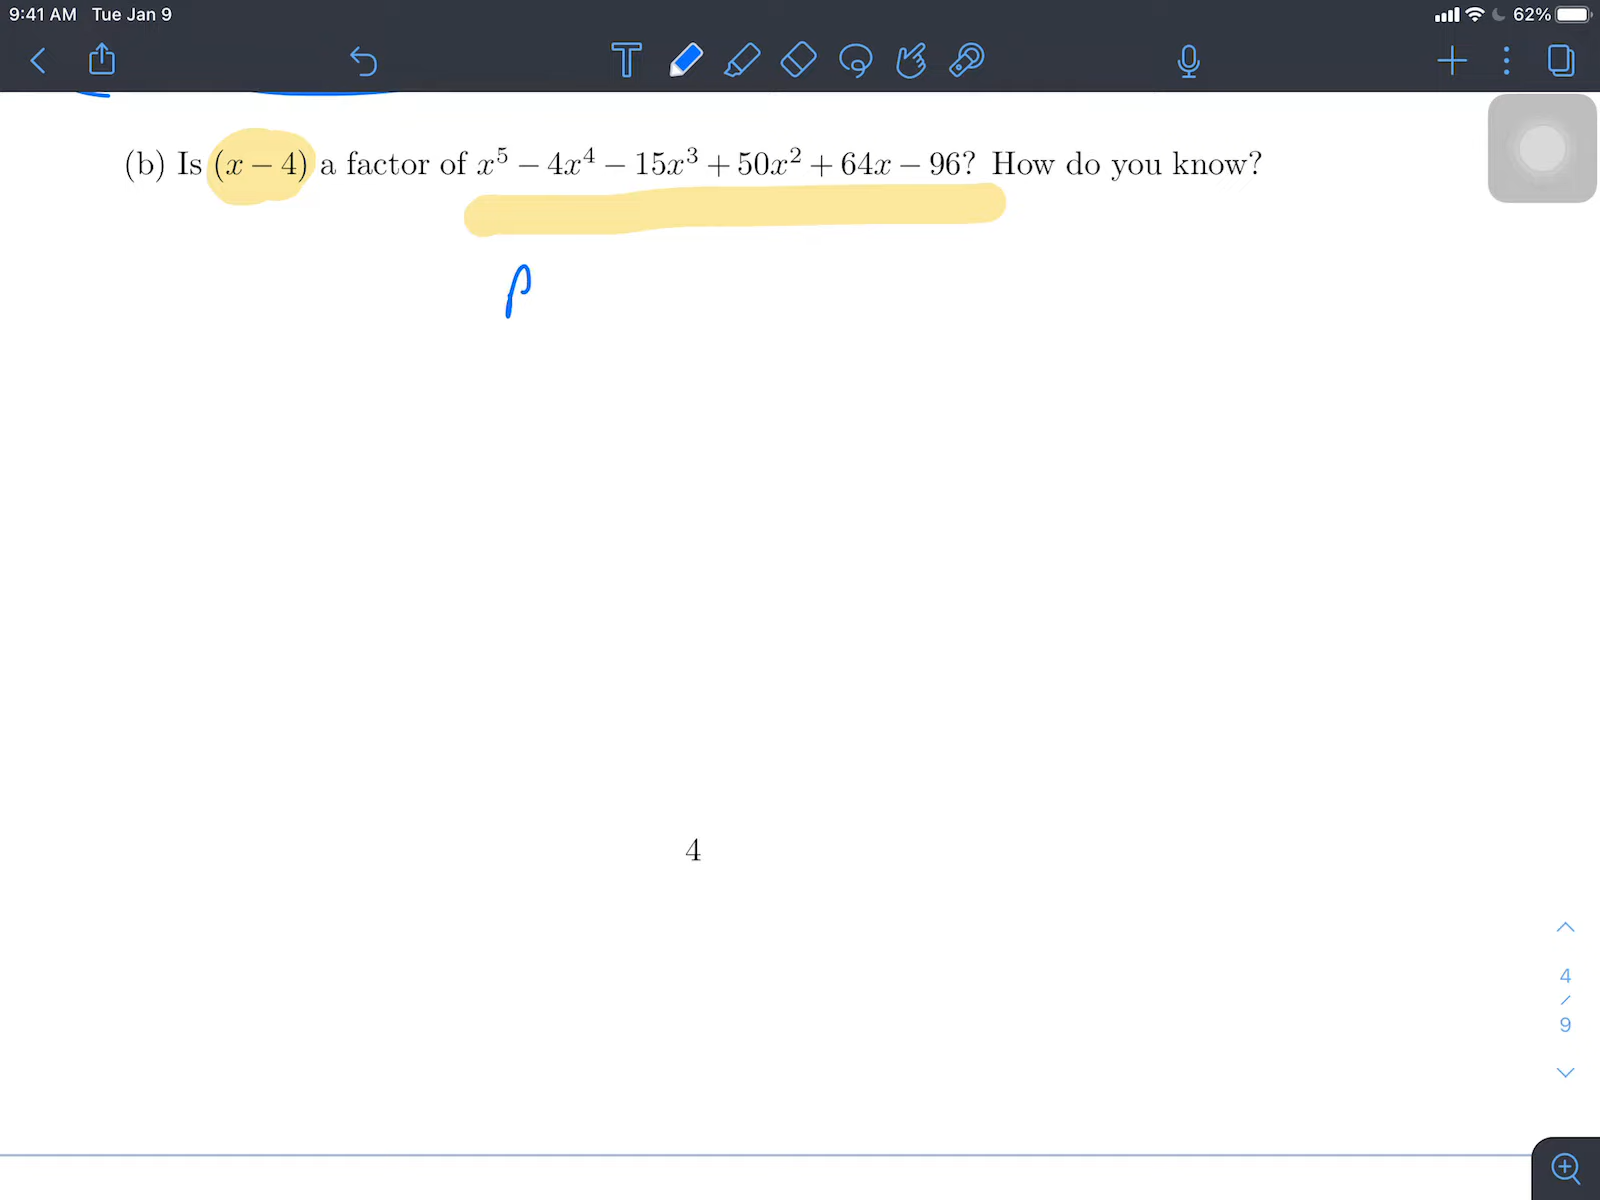 9:41 AM Tue Jan 9 62%
(b) Is (x − 4) a factor of x⁵ − 4x⁴ − 15x³ + 50x² + 64x − 96? How do you know?
4
4
/
9